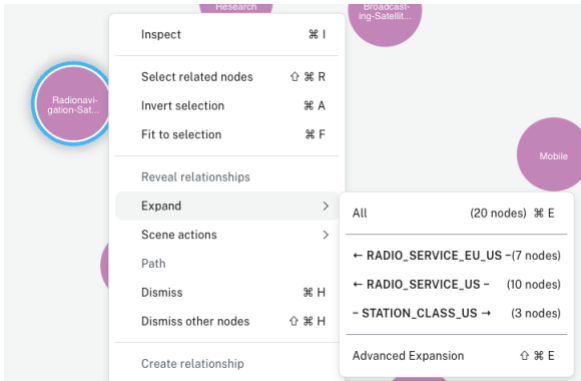 Research
Broadcast-
ing-Satellit...
Radionavi-
gation-Sat...
Mobile
Inspect ⌘ I
Select related nodes ⇧ ⌘ R
Invert selection ⌘ A
Fit to selection ⌘ F
Reveal relationships
Expand >
Scene actions >
Path
Dismiss ⌘ H
Dismiss other nodes ⇧ ⌘ H
Create relationship
All (20 nodes) ⌘ E
← RADIO_SERVICE_EU_US – (7 nodes)
← RADIO_SERVICE_US – (10 nodes)
– STATION_CLASS_US → (3 nodes)
Advanced Expansion ⇧ ⌘ E